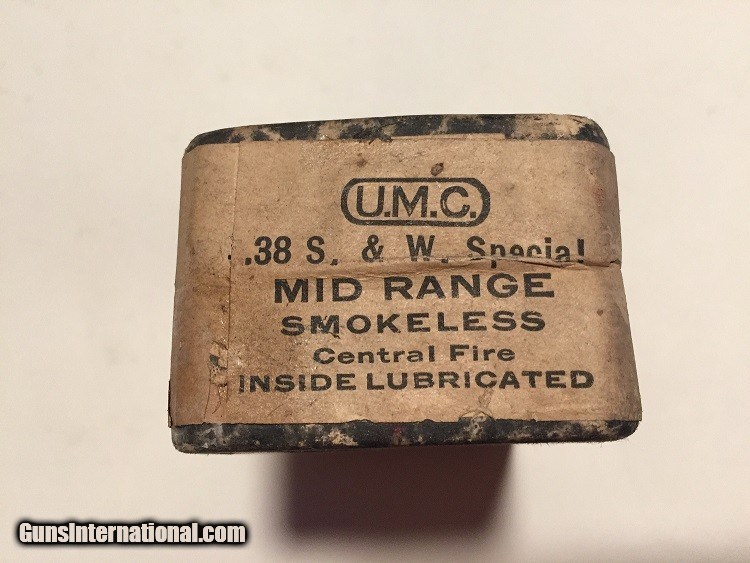 U.M.C.
.38 S. & W. Special
MID RANGE
SMOKELESS
Central Fire
INSIDE LUBRICATED
GunsInternational.com